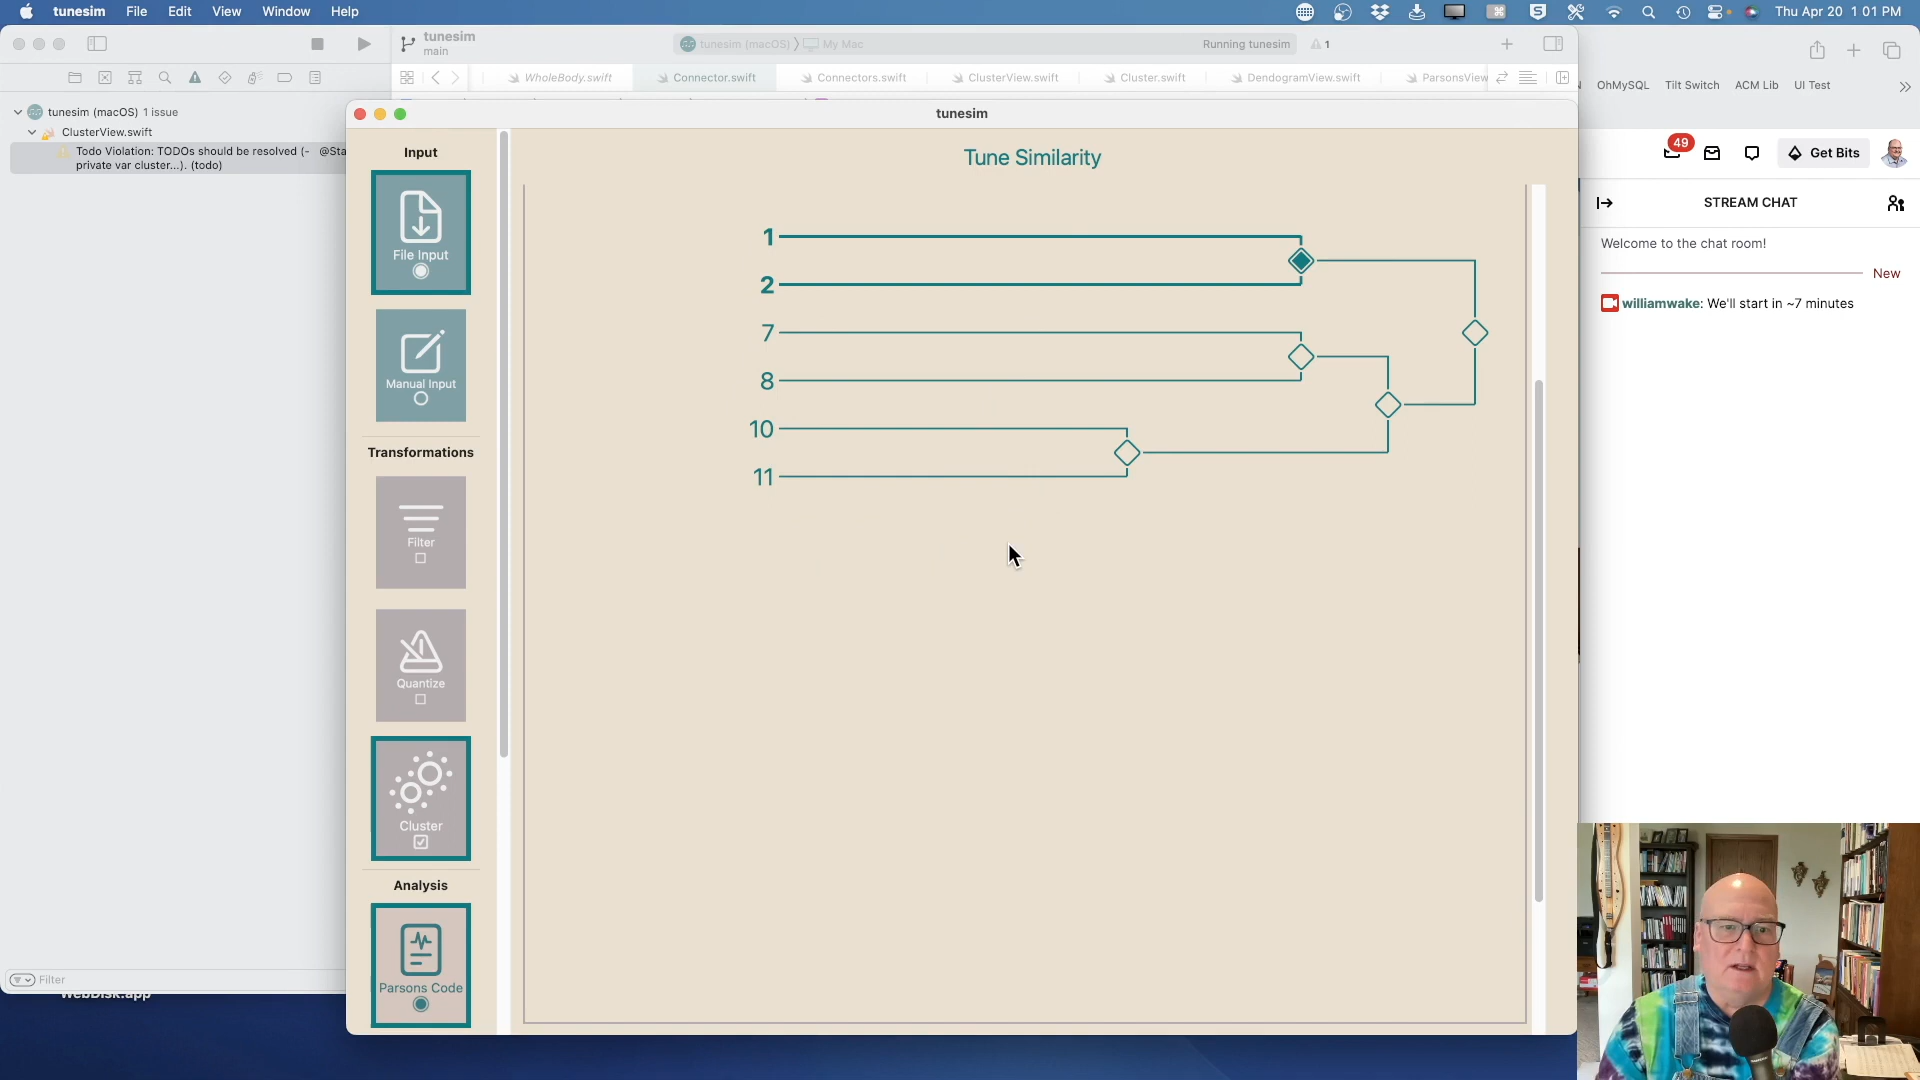 tunesim File Edit View Window Help
Thu Apr 20 1 01 PM
tunesim
main
tunesim (macOS) My Mac
Running tunesim
1
WholeBody.swift
Connector.swift
Connectors.swift
ClusterView.swift
Cluster.swift
DendogramView.swift
ParsonsView
OhMySQL
Tilt Switch
ACM Lib
UI Test
tunesim (macOS) 1 issue
ClusterView.swift
Todo Violation: TODOs should be resolved (- @Sta
private var cluster...). (todo)
Filter
WebDisk.app
tunesim
Input
File Input
Manual Input
Transformations
Filter
Quantize
Cluster
Analysis
Parsons Code
Tune Similarity
1
2
7
8
10
11
49
Get Bits
STREAM CHAT
Welcome to the chat room!
New
williamwake: We'll start in ~7 minutes